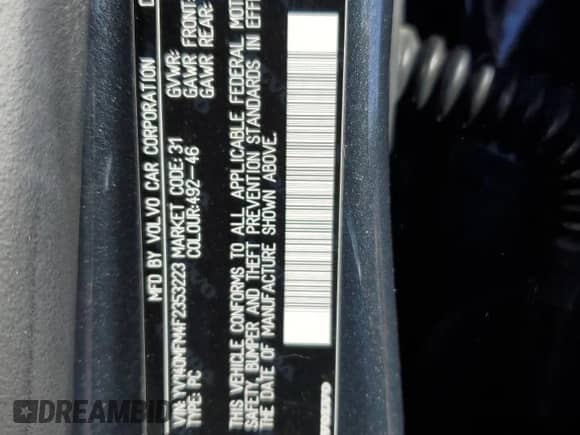 MFD BY VOLVO CAR CORPORATION
GVWR:
GAWR FRONT:
GAWR REAR:
VIN: YV140MFM4F2353223 MARKET CODE: 31
TYPE: PC COLOUR:492-46
THIS VEHICLE CONFORMS TO ALL APPLICABLE FEDERAL MOT
SAFETY, BUMPER AND THEFT PREVENTION STANDARDS IN EFF
THE DATE OF MANUFACTURE SHOWN ABOVE.
DREAMBID